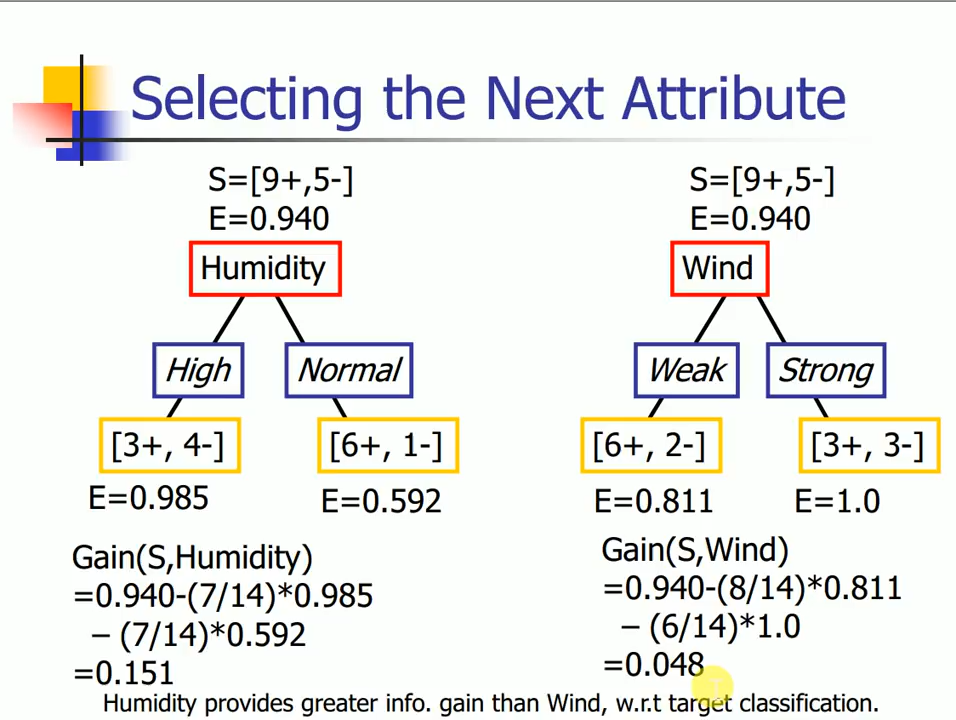 Selecting the Next Attribute
S=[9+,5-]
E=0.940
Humidity
High
Normal
[3+, 4-]
[6+, 1-]
E=0.985
E=0.592
Gain(S,Humidity)
=0.940-(7/14)*0.985
– (7/14)*0.592
=0.151
S=[9+,5-]
E=0.940
Wind
Weak
Strong
[6+, 2-]
[3+, 3-]
E=0.811
E=1.0
Gain(S,Wind)
=0.940-(8/14)*0.811
– (6/14)*1.0
=0.048
Humidity provides greater info. gain than Wind, w.r.t target classification.